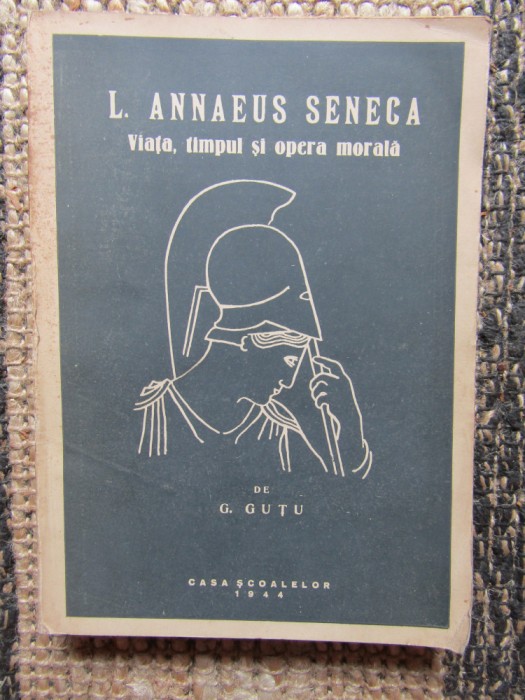 L. ANNAEUS SENECA
Viața, timpul și opera morală
DE
G. GUȚU
CASA ȘCOALELOR
1944